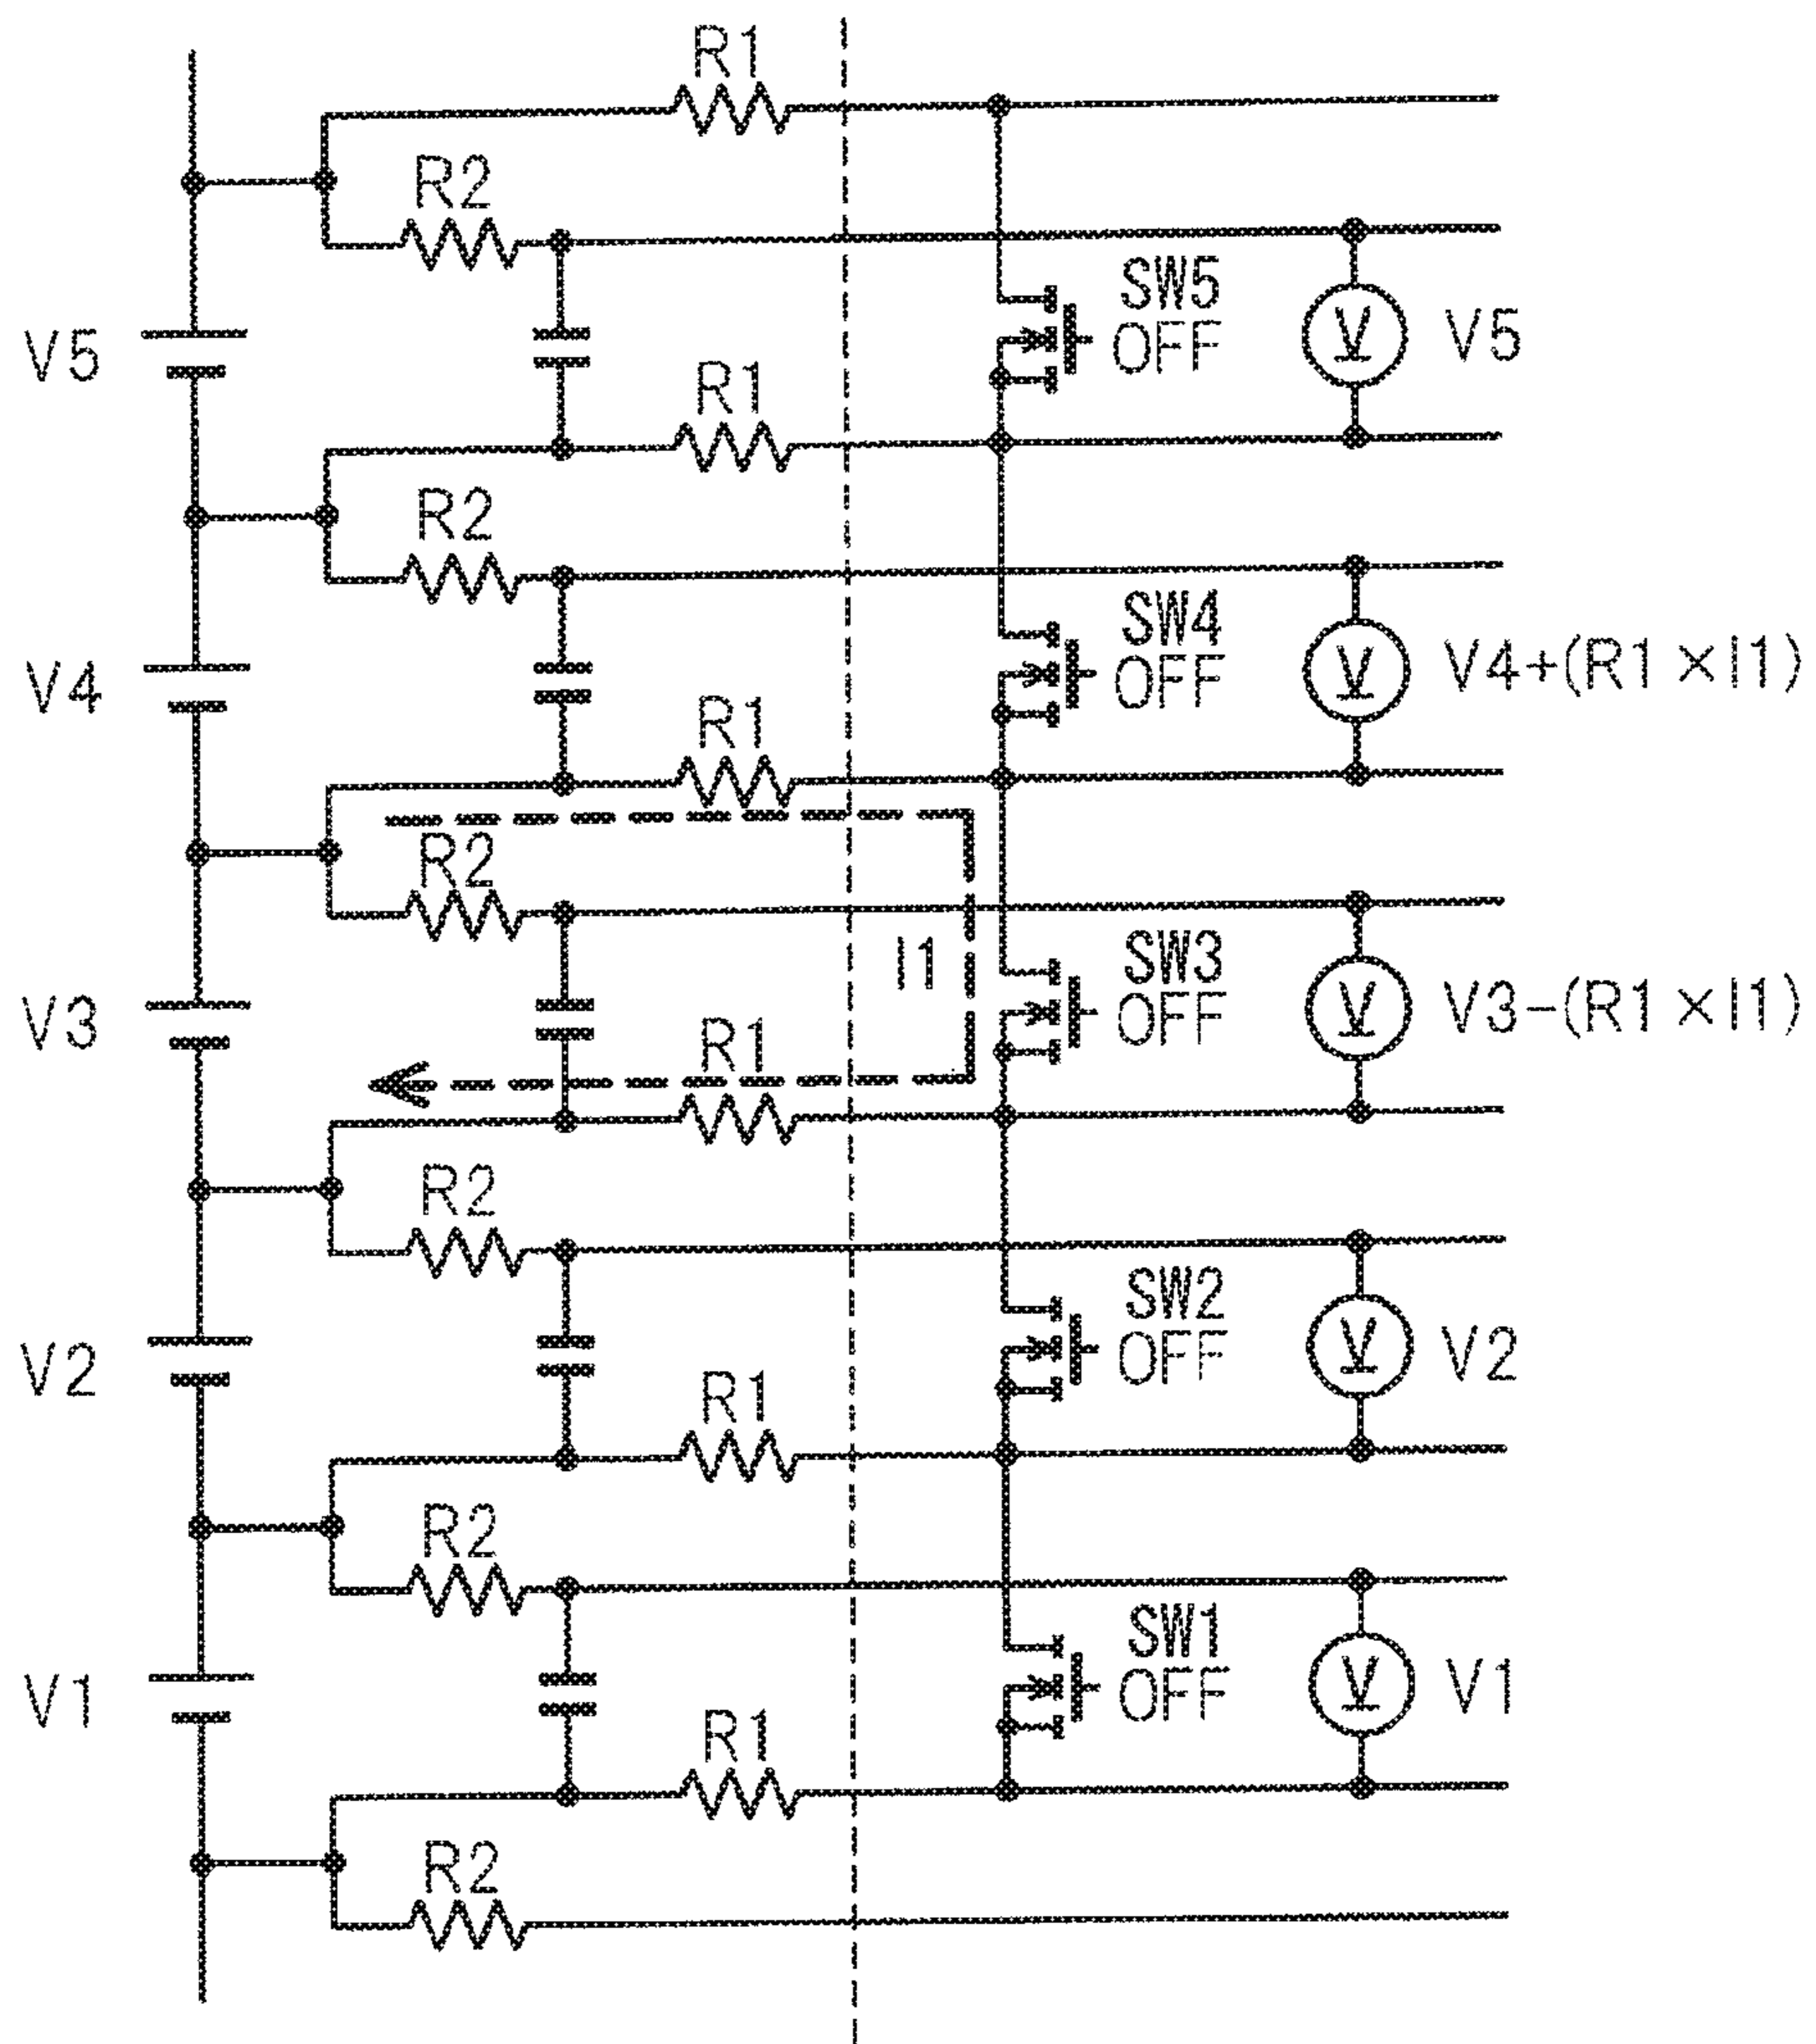 R1
R2
V5
SW5
OFF
V
V5
R1
R2
V4
SW4
OFF
V
V4+(R1×I1)
R1
R2
I1
V3
SW3
OFF
V
V3-(R1×I1)
R1
R2
V2
SW2
OFF
V
V2
R1
R2
V1
SW1
OFF
V
V1
R1
R2